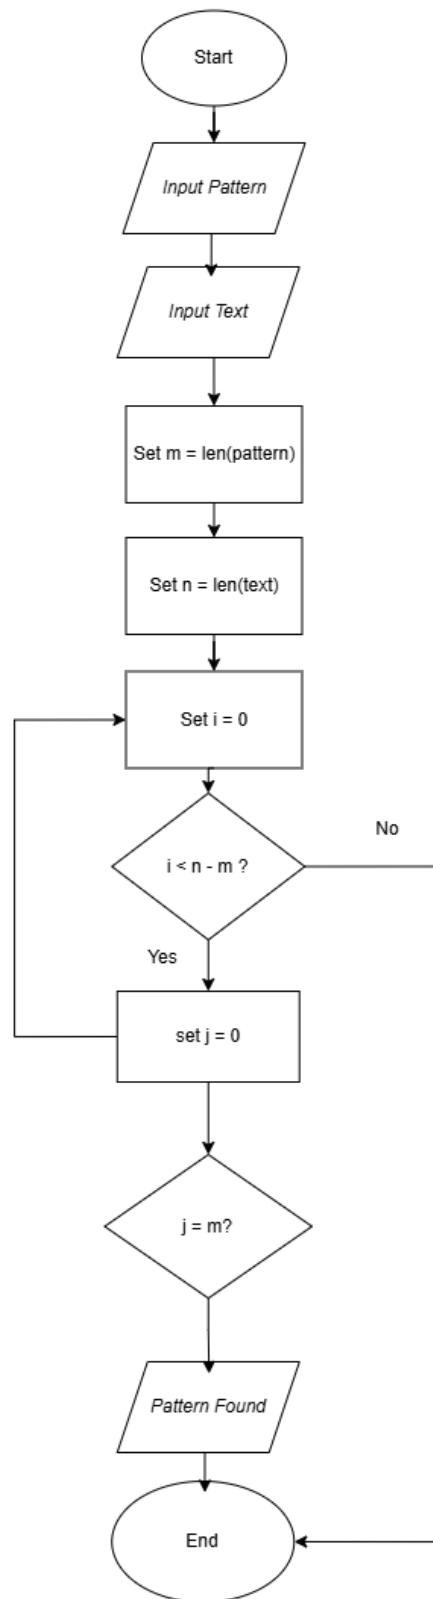 Start
Input Pattern
Input Text
Set m = len(pattern)
Set n = len(text)
Set i = 0
i < n - m ?
No
Yes
set j = 0
j = m?
Pattern Found
End